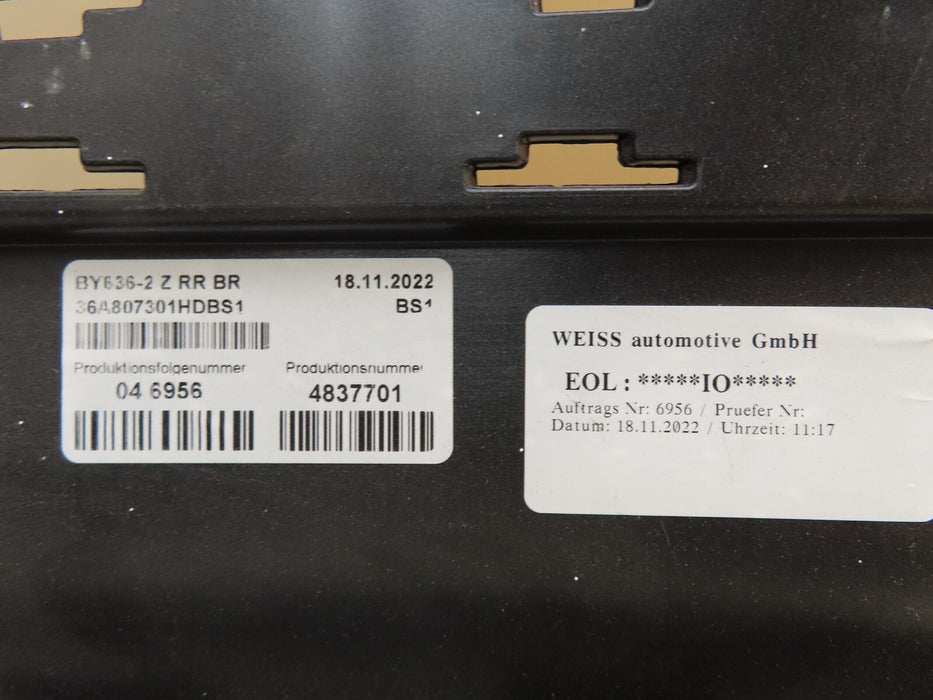 BY636-2 Z RR BR 18.11.2022
36A807301HDBS1 BS1
Produktionsfolgenummer Produktionsnummer
04 6956 4837701
WEISS automotive GmbH
EOL : *****IO*****
Auftrags Nr: 6956 / Pruefer Nr:
Datum: 18.11.2022 / Uhrzeit: 11:17